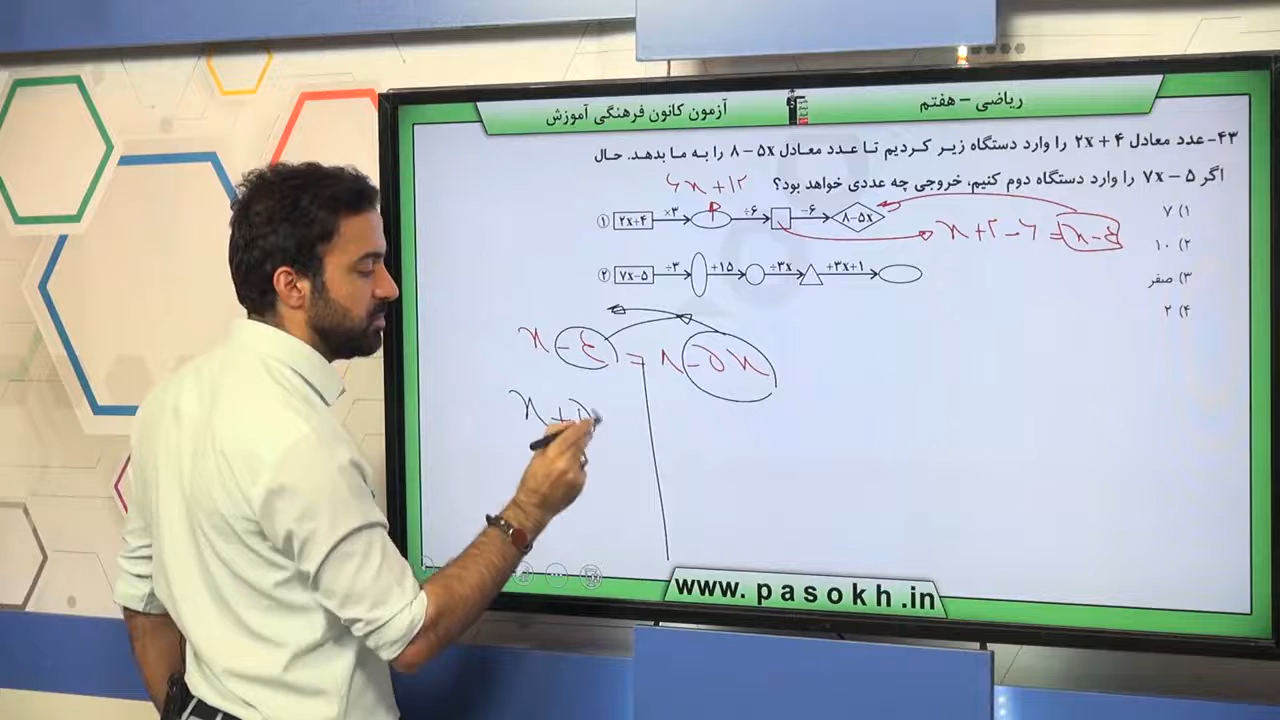 ریاضی – هفتم
آزمون کانون فرهنگی آموزش
۴۳- عدد معادل ۲x + ۴ را وارد دستگاه زیر کردیم تا عدد معادل ۸ – ۵x را به ما بدهد. حال
اگر ۷x – ۵ را وارد دستگاه دوم کنیم، خروجی چه عددی خواهد بود؟
۶x + ۱۲
۱) ۷
① ۲x+۴ ×۳ ÷۶ –۶ ۸–۵x
x + ۲ – ۶ = x – ۴
۲) ۱۰
② ۷x–۵ ÷۳ +۱۵ ÷۳x +۳x+۱
۳) صفر
۴) ۲
x – ۴ = ۸ – ۵x
x +
www. pasokh .in